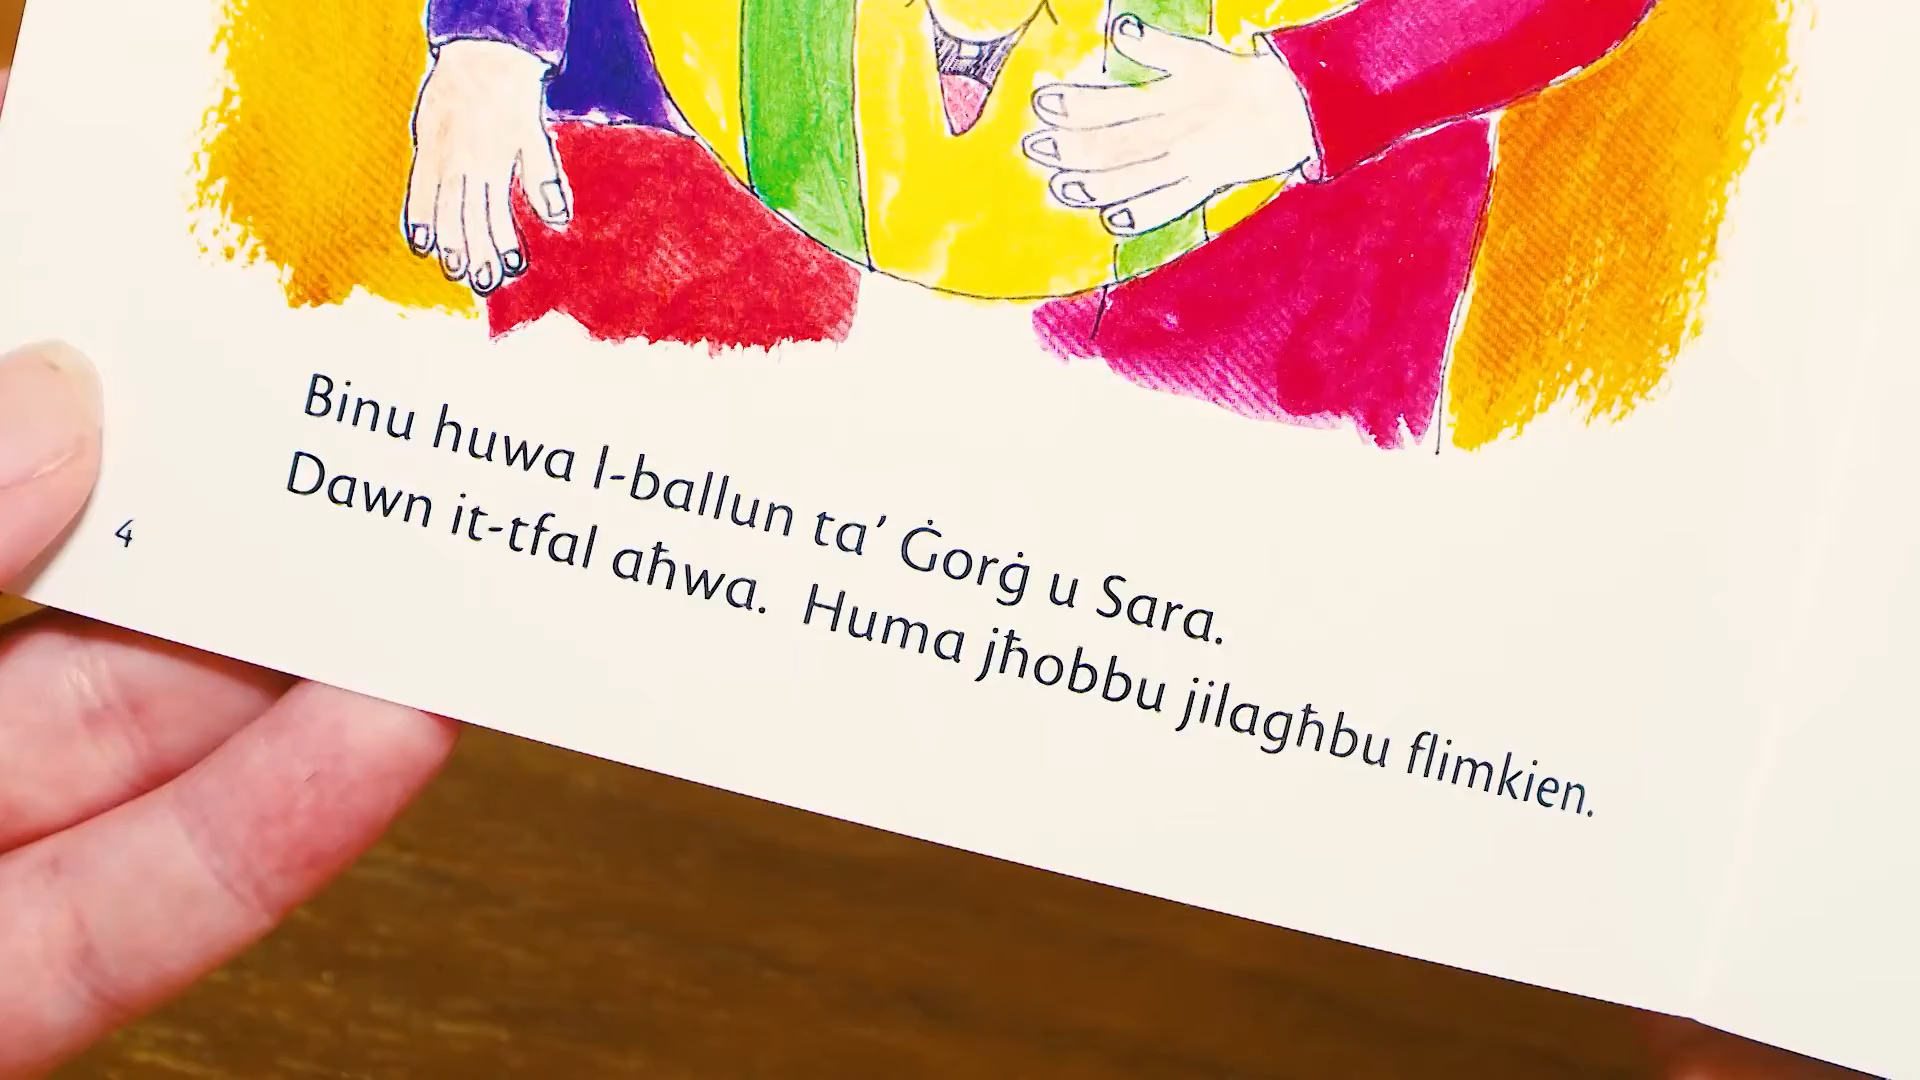 Binu huwa l-ballun ta’ Ġorġ u Sara.
Dawn it-tfal aħwa.  Huma jħobbu jilagħbu flimkien.
4